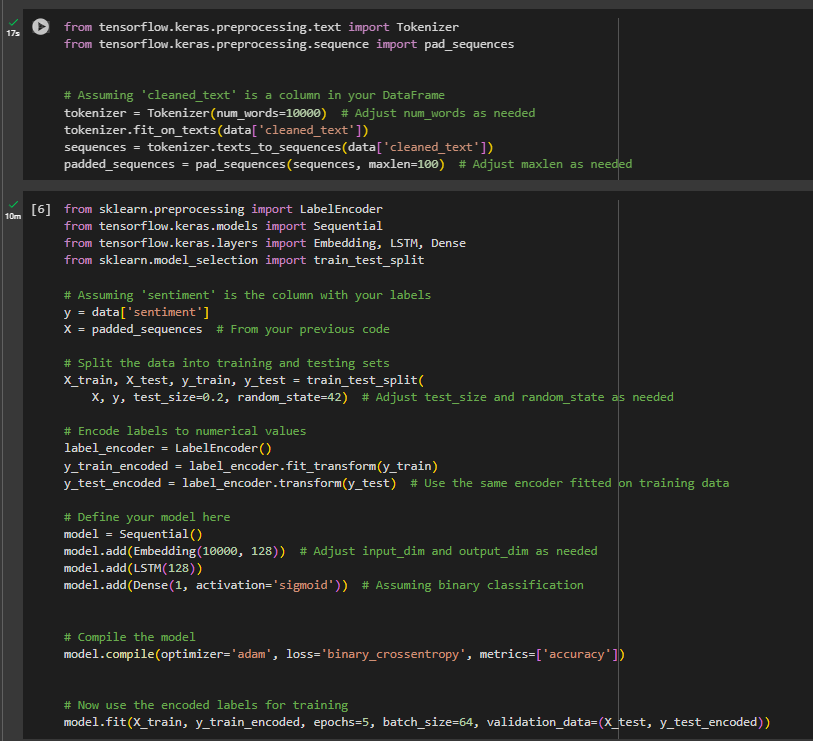 17s
from tensorflow.keras.preprocessing.text import Tokenizer
from tensorflow.keras.preprocessing.sequence import pad_sequences
# Assuming 'cleaned_text' is a column in your DataFrame
tokenizer = Tokenizer(num_words=10000)  # Adjust num_words as needed
tokenizer.fit_on_texts(data['cleaned_text'])
sequences = tokenizer.texts_to_sequences(data['cleaned_text'])
padded_sequences = pad_sequences(sequences, maxlen=100)  # Adjust maxlen as needed
10m
[6] from sklearn.preprocessing import LabelEncoder
from tensorflow.keras.models import Sequential
from tensorflow.keras.layers import Embedding, LSTM, Dense
from sklearn.model_selection import train_test_split
# Assuming 'sentiment' is the column with your labels
y = data['sentiment']
X = padded_sequences  # From your previous code
# Split the data into training and testing sets
X_train, X_test, y_train, y_test = train_test_split(
    X, y, test_size=0.2, random_state=42)  # Adjust test_size and random_state as needed
# Encode labels to numerical values
label_encoder = LabelEncoder()
y_train_encoded = label_encoder.fit_transform(y_train)
y_test_encoded = label_encoder.transform(y_test)  # Use the same encoder fitted on training data
# Define your model here
model = Sequential()
model.add(Embedding(10000, 128))  # Adjust input_dim and output_dim as needed
model.add(LSTM(128))
model.add(Dense(1, activation='sigmoid'))  # Assuming binary classification
# Compile the model
model.compile(optimizer='adam', loss='binary_crossentropy', metrics=['accuracy'])
# Now use the encoded labels for training
model.fit(X_train, y_train_encoded, epochs=5, batch_size=64, validation_data=(X_test, y_test_encoded))